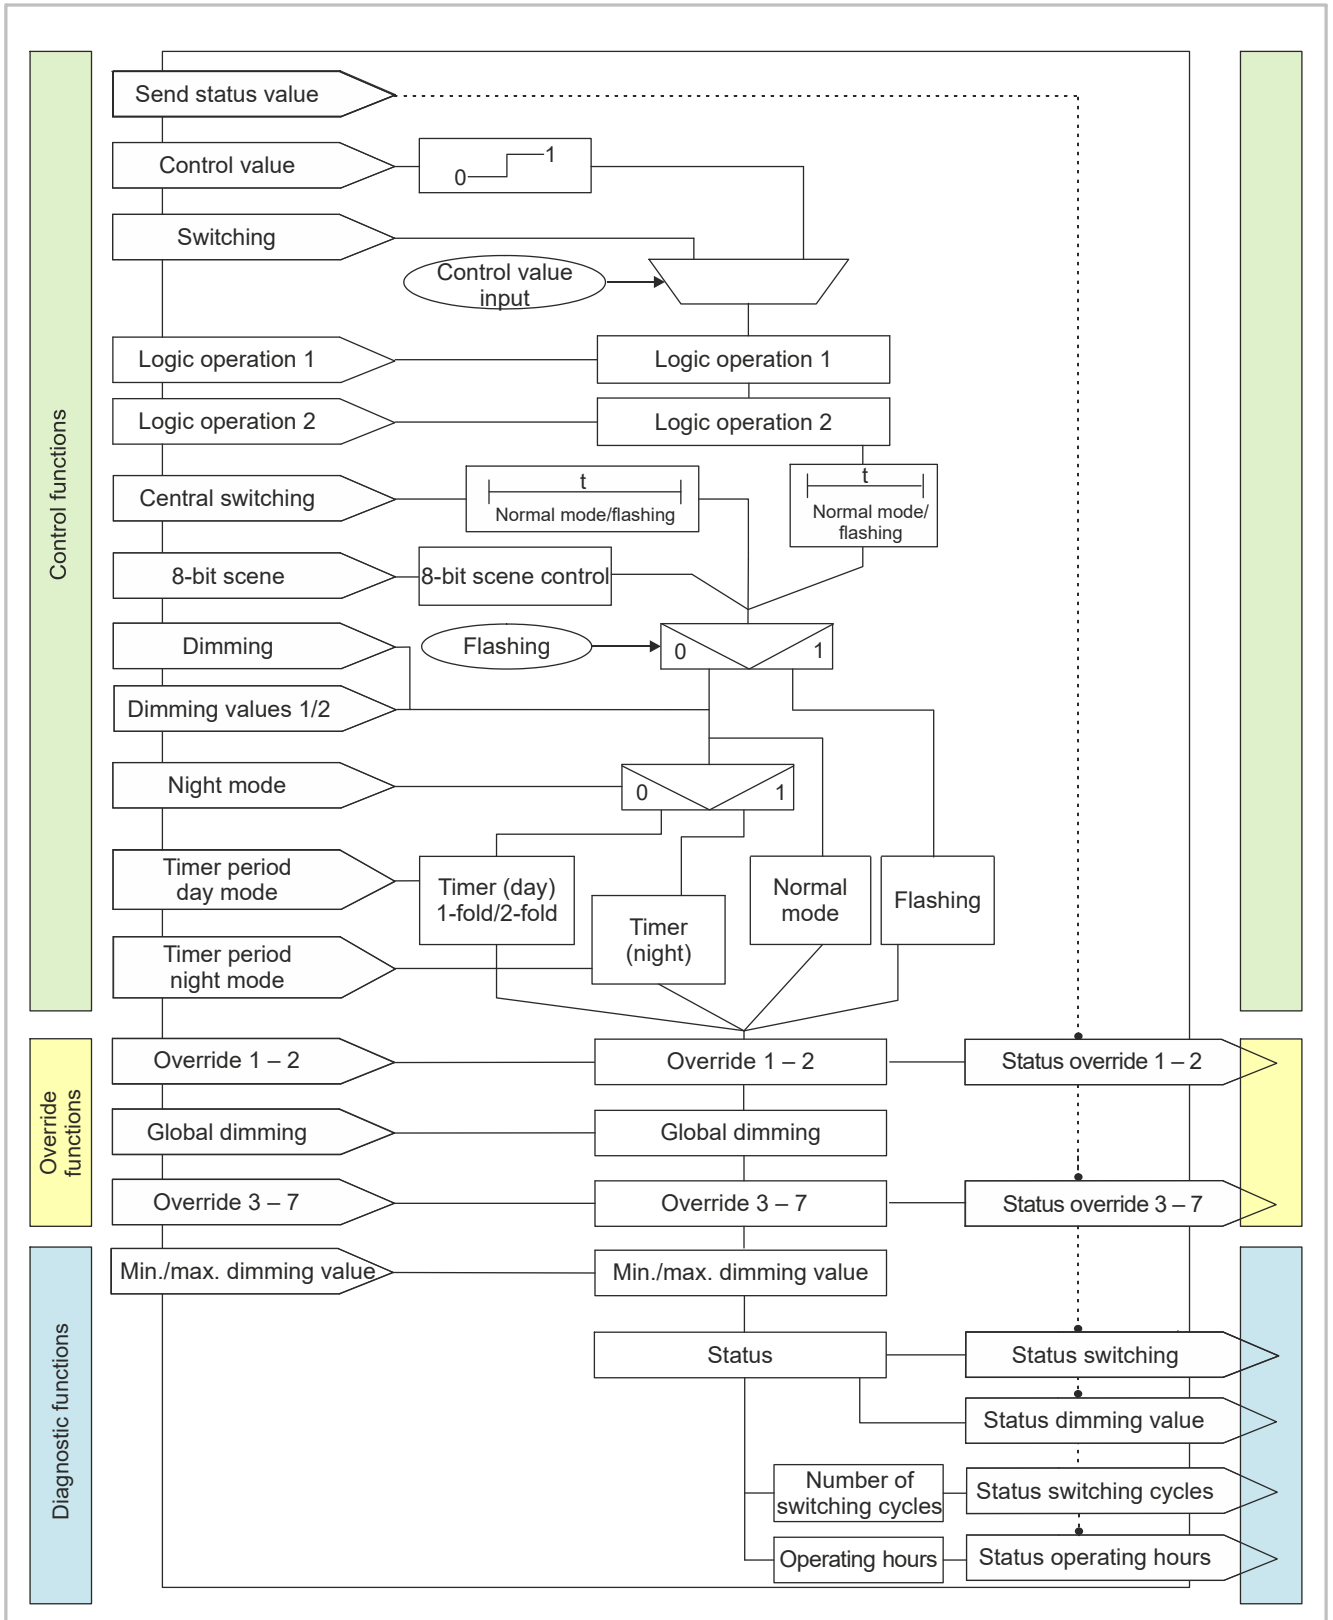 Send status value
Control value
0
1
Switching
Control value
input
Logic operation 1
Logic operation 1
Logic operation 2
Logic operation 2
Central switching
t
Normal mode/flashing
t
Normal mode/
flashing
8-bit scene
8-bit scene control
Dimming
Flashing
0
1
Dimming values 1/2
Night mode
0
1
Timer period
day mode
Timer (day)
1-fold/2-fold
Timer
(night)
Normal
mode
Flashing
Timer period
night mode
Control functions
Override 1 – 2
Override 1 – 2
Status override 1 – 2
Global dimming
Global dimming
Override 3 – 7
Override 3 – 7
Status override 3 – 7
Override
functions
Min./max. dimming value
Min./max. dimming value
Status
Status switching
Status dimming value
Number of
switching cycles
Status switching cycles
Operating hours
Status operating hours
Diagnostic functions